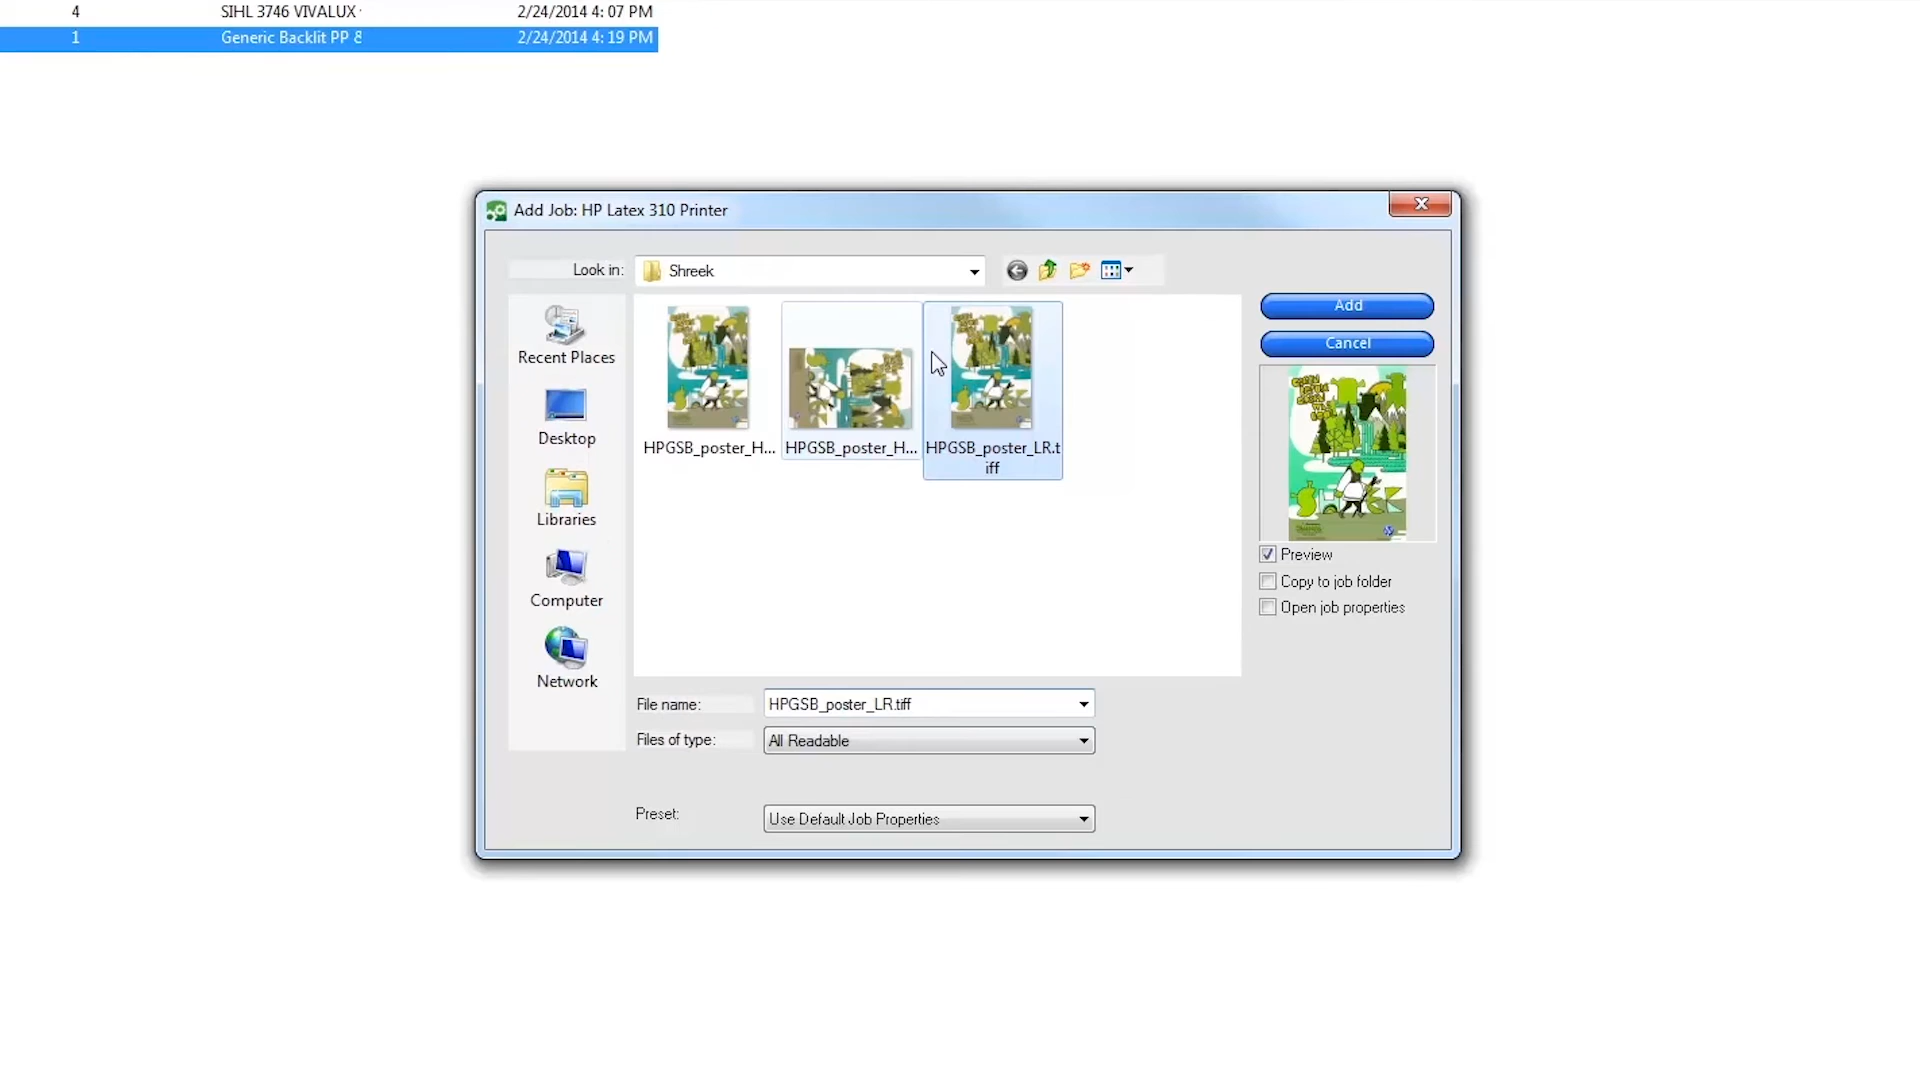 4 SIHL 3746 VIVALUX 2/24/2014 4: 07 PM
1 Generic Backlit PP & 2/24/2014 4: 19 PM
Add Job: HP Latex 310 Printer
Look in: Shreek
Add
Cancel
Recent Places
Desktop
Libraries
Computer
Network
HPGSB_poster_H... HPGSB_poster_H... HPGSB_poster_LR.t
iff
Preview
Copy to job folder
Open job properties
File name: HPGSB_poster_LR.tiff
Files of type: All Readable
Preset: Use Default Job Properties